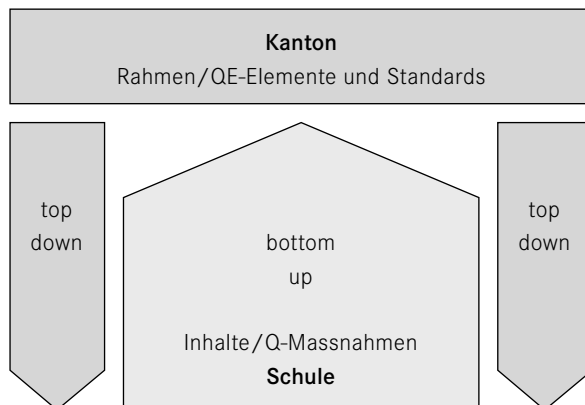 Kanton
Rahmen/QE-Elemente und Standards
top
down
bottom
up
top
down
Inhalte/Q-Massnahmen
Schule